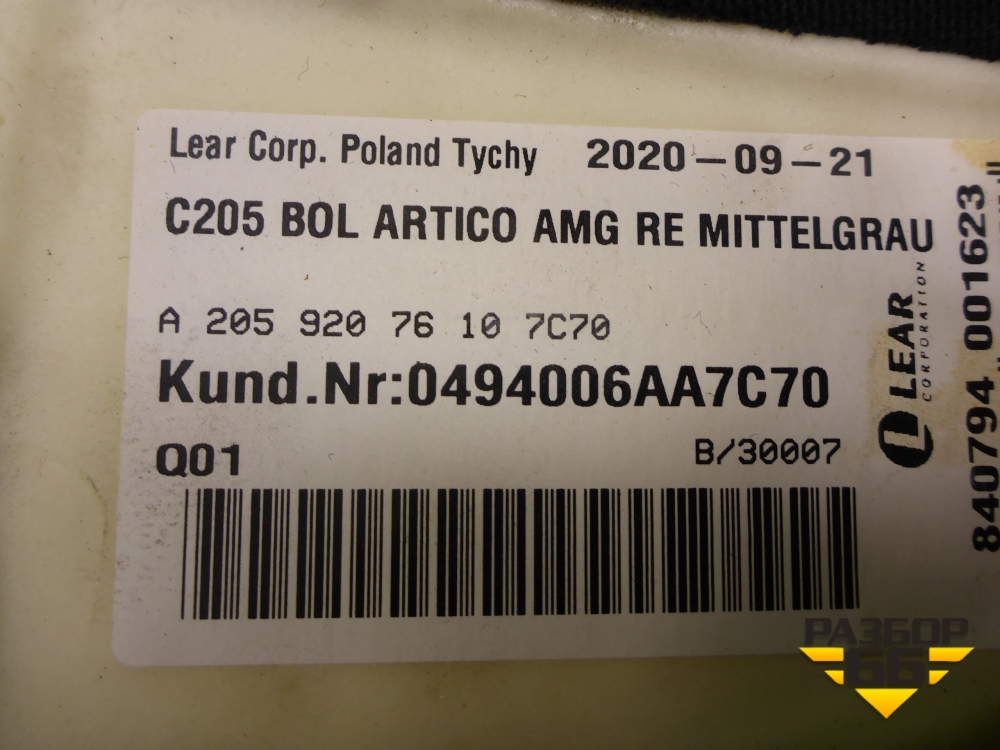 Lear Corp. Poland Tychy 2020-09-21
C205 BOL ARTICO AMG RE MITTELGRAU
A 205 920 76 10 7C70
Kund.Nr:0494006AA7C70
Q01 B/30007
LEAR
CORPORATION
840794 001623
РАЗБОР
66